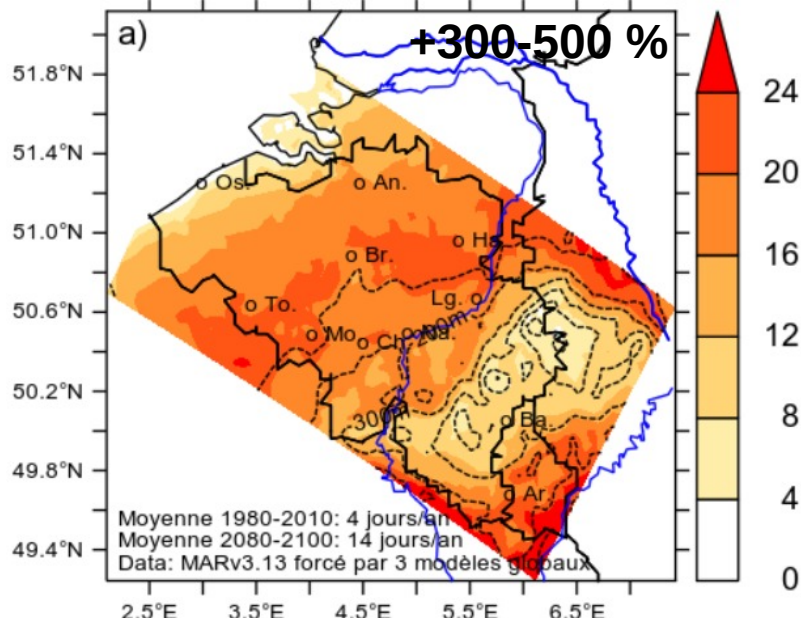 a)
+300-500 %
51.8°N
51.4°N
51.0°N
50.6°N
50.2°N
49.8°N
49.4°N
Os.
An.
Ha
Br.
Lg.
To.
Mo.
Ch.
Na.
200m
300m
Ba.
Ar
Moyenne 1980-2010: 4 jours/an
Moyenne 2080-2100: 14 jours/an
Data: MARv3.13 forcé par 3 modèles globaux
2.5°E 3.5°E 4.5°E 5.5°E 6.5°E
24
20
16
12
8
4
0